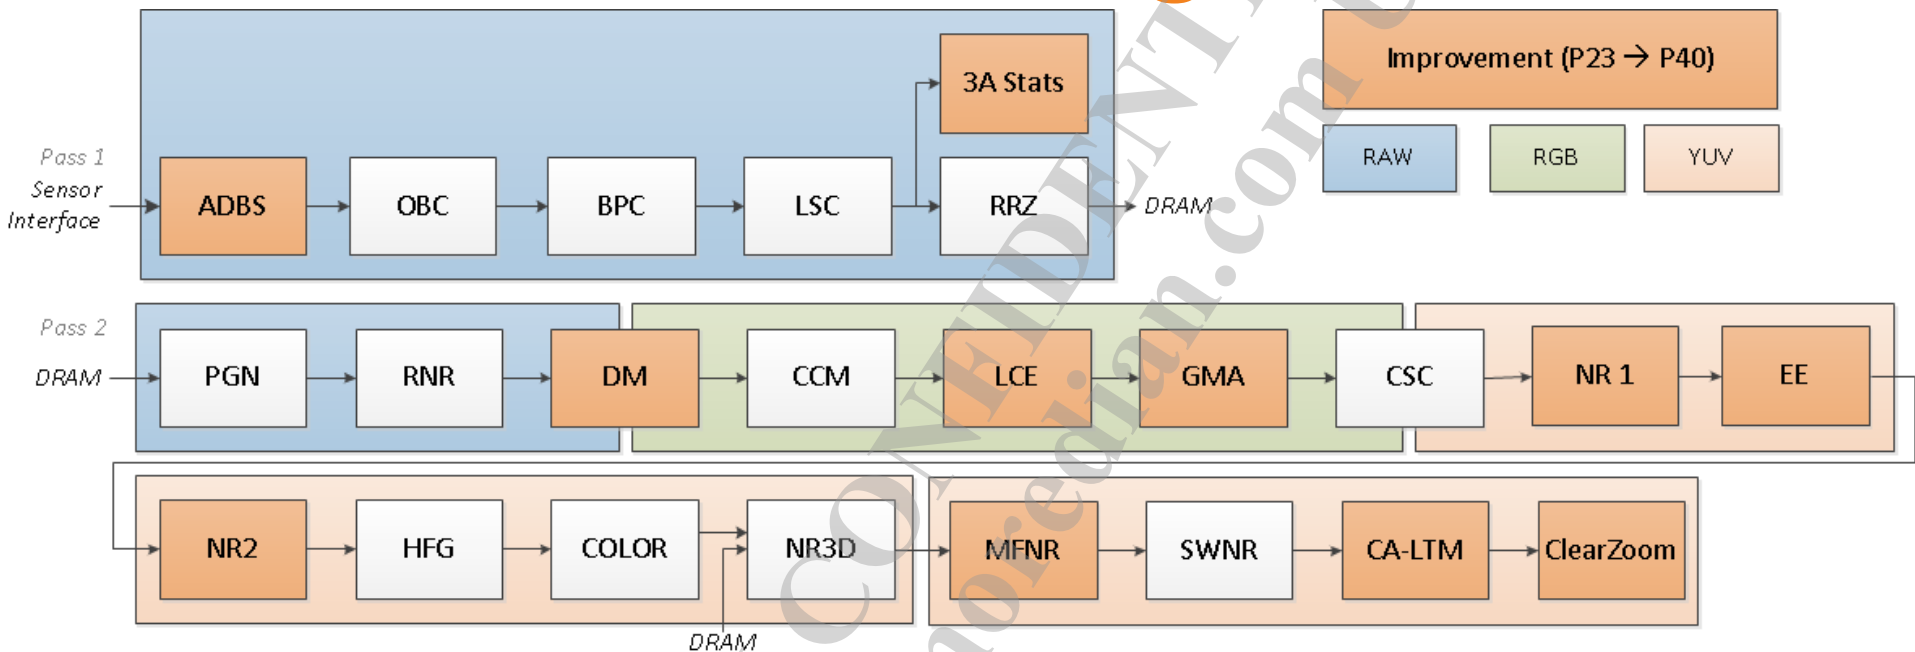 Improvement (P23 → P40)
RAW
RGB
YUV
3A Stats
Pass 1
Sensor
Interface
ADBS
OBC
BPC
LSC
RRZ
DRAM
Pass 2
DRAM
PGN
RNR
DM
CCM
LCE
GMA
CSC
NR 1
EE
NR2
HFG
COLOR
NR3D
MFNR
SWNR
CA-LTM
ClearZoom
DRAM
CONFIDENT
noredian.com